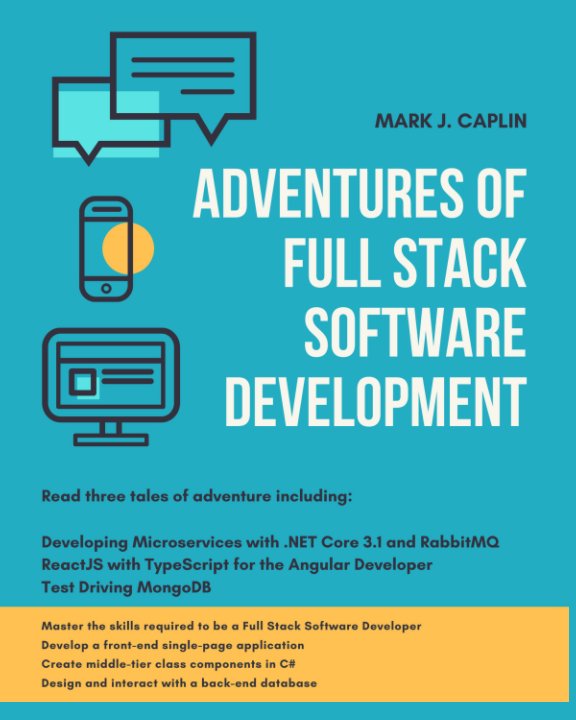 MARK J. CAPLIN
ADVENTURES OF
FULL STACK
SOFTWARE
DEVELOPMENT
Read three tales of adventure including:
Developing Microservices with .NET Core 3.1 and RabbitMQ
ReactJS with TypeScript for the Angular Developer
Test Driving MongoDB
Master the skills required to be a Full Stack Software Developer
Develop a front-end single-page application
Create middle-tier class components in C#
Design and interact with a back-end database